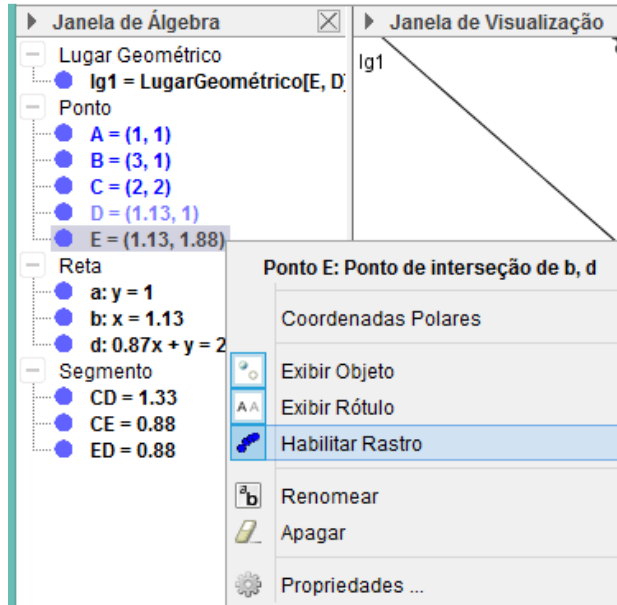 Janela de Álgebra
Janela de Visualização
Lugar Geométrico
lg1 = LugarGeométrico[E, D]
lg1
Ponto
A = (1, 1)
B = (3, 1)
C = (2, 2)
D = (1.13, 1)
E = (1.13, 1.88)
Reta
a: y = 1
b: x = 1.13
d: 0.87x + y = 2
Segmento
CD = 1.33
CE = 0.88
ED = 0.88
Ponto E: Ponto de interseção de b, d
Coordenadas Polares
Exibir Objeto
AA Exibir Rótulo
Habilitar Rastro
ab Renomear
Apagar
Propriedades ...